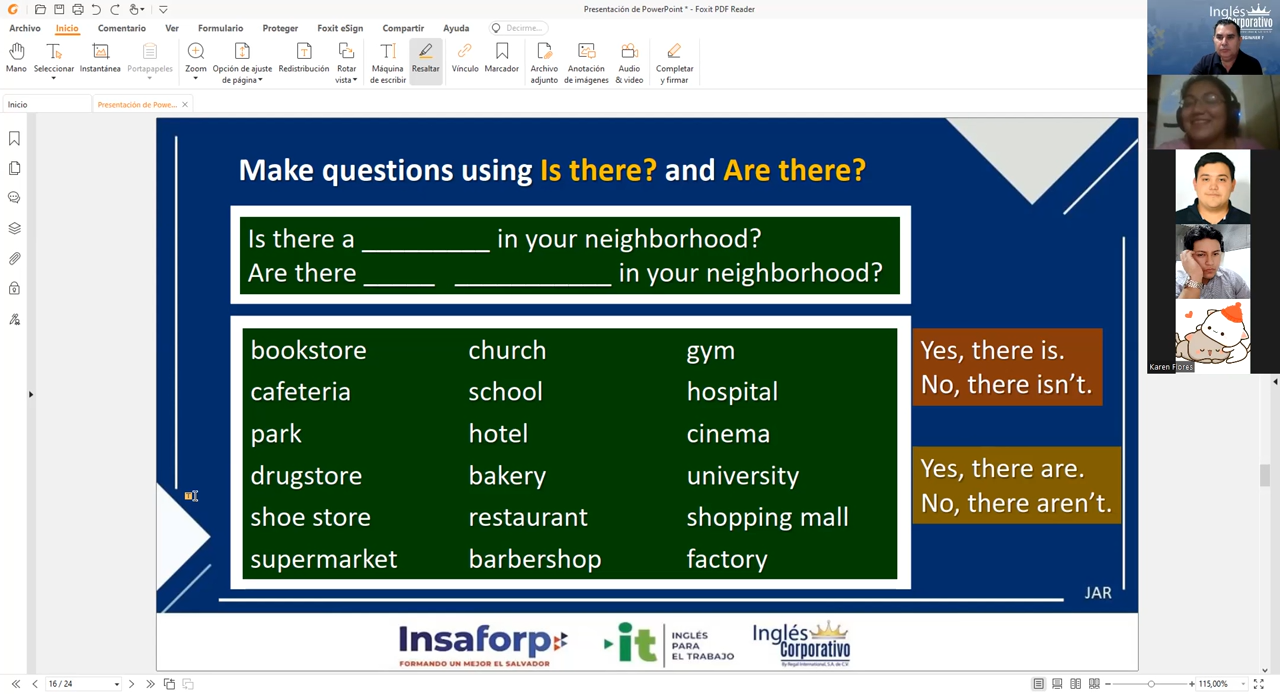 Presentación de PowerPoint * - Foxit PDF Reader
Archivo Inicio Comentario Ver Formulario Proteger Foxit eSign Compartir Ayuda Decirme...
Mano Seleccionar Instantánea Portapapeles Zoom Opción de ajuste de página Redistribución Rotar vista Máquina de escribir Resaltar Vínculo Marcador Archivo adjunto Anotación de imágenes Audio & video Completar y firmar
Inicio Presentación de Powe...
Make questions using Is there? and Are there?
Is there a __________ in your neighborhood?
Are there _____ ____________ in your neighborhood?
bookstore church gym
cafeteria school hospital
park hotel cinema
drugstore bakery university
shoe store restaurant shopping mall
supermarket barbershop factory
Yes, there is.
No, there isn't.
Yes, there are.
No, there aren't.
JAR
Insaforp
FORMANDO UN MEJOR EL SALVADOR
it
INGLÉS
PARA
EL TRABAJO
Inglés
Corporativo
By Regal International, S.A. de C.V.
Inglés
Corporativo
Karen Flores
16 / 24
115,00%